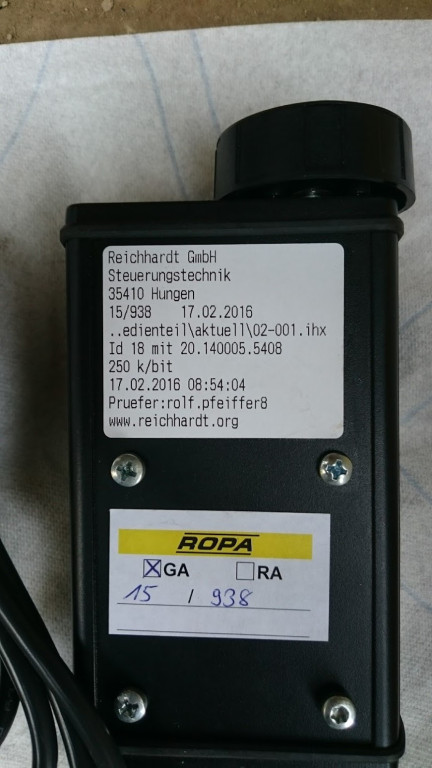 Reichhardt GmbH
Steuerungstechnik
35410 Hungen
15/938 17.02.2016
..edienteil\aktuell\02-001.ihx
Id 18 mit 20.140005.5408
250 k/bit
17.02.2016 08:54:04
Pruefer:rolf.pfeiffer8
www.reichhardt.org
ROPA
☒GA ☐RA
15 / 938